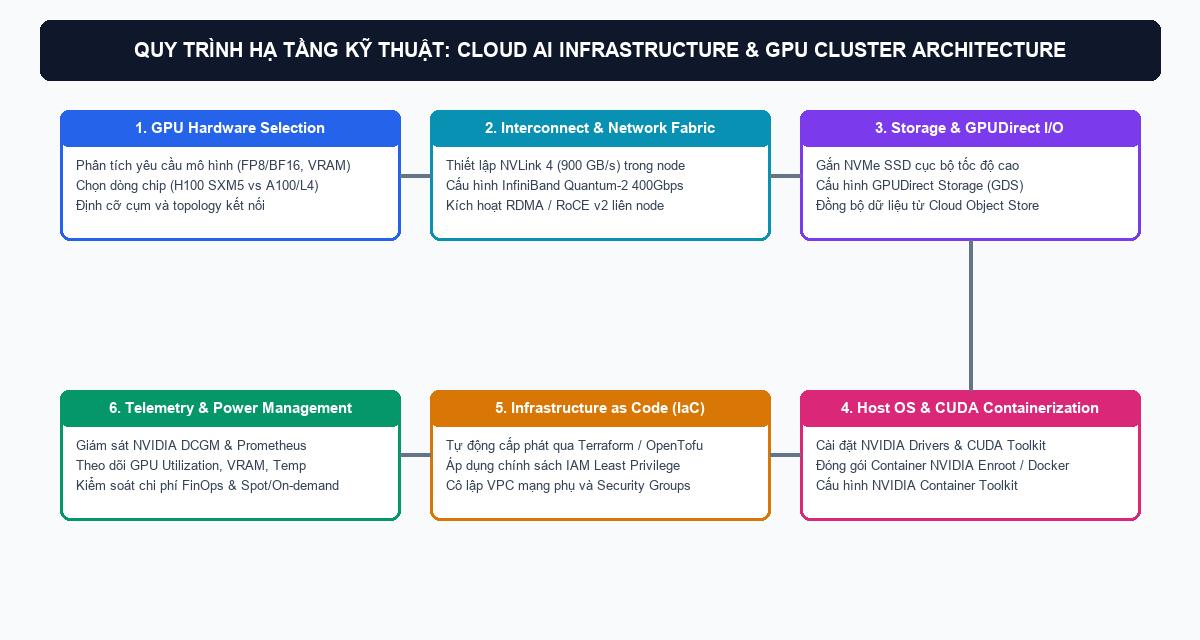 QUY TRÌNH HẠ TẦNG KỸ THUẬT: CLOUD AI INFRASTRUCTURE & GPU CLUSTER ARCHITECTURE
1. GPU Hardware Selection
Phân tích yêu cầu mô hình (FP8/BF16, VRAM)
Chọn dòng chip (H100 SXM5 vs A100/L4)
Định cỡ cụm và topology kết nối
2. Interconnect & Network Fabric
Thiết lập NVLink 4 (900 GB/s) trong node
Cấu hình InfiniBand Quantum-2 400Gbps
Kích hoạt RDMA / RoCE v2 liên node
3. Storage & GPUDirect I/O
Gắn NVMe SSD cục bộ tốc độ cao
Cấu hình GPUDirect Storage (GDS)
Đồng bộ dữ liệu từ Cloud Object Store
4. Host OS & CUDA Containerization
Cài đặt NVIDIA Drivers & CUDA Toolkit
Đóng gói Container NVIDIA Enroot / Docker
Cấu hình NVIDIA Container Toolkit
5. Infrastructure as Code (IaC)
Tự động cấp phát qua Terraform / OpenTofu
Áp dụng chính sách IAM Least Privilege
Cô lập VPC mạng phụ và Security Groups
6. Telemetry & Power Management
Giám sát NVIDIA DCGM & Prometheus
Theo dõi GPU Utilization, VRAM, Temp
Kiểm soát chi phí FinOps & Spot/On-demand